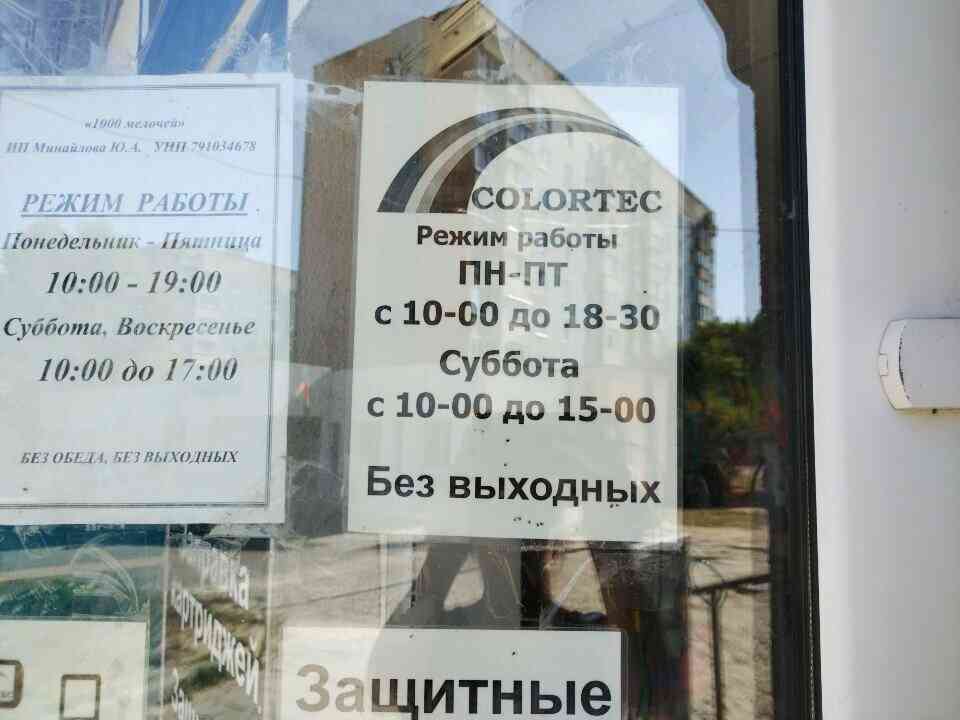 «1000 мелочей»
ИП Минайлова Ю.А. УНП 791034678
РЕЖИМ РАБОТЫ
Понедельник - Пятница
10:00 - 19:00
Суббота, Воскресенье
10:00 до 17:00
БЕЗ ОБЕДА, БЕЗ ВЫХОДНЫХ
COLORTEC
Режим работы
ПН-ПТ
с 10-00 до 18-30
Суббота
с 10-00 до 15-00
Без выходных
Защитные